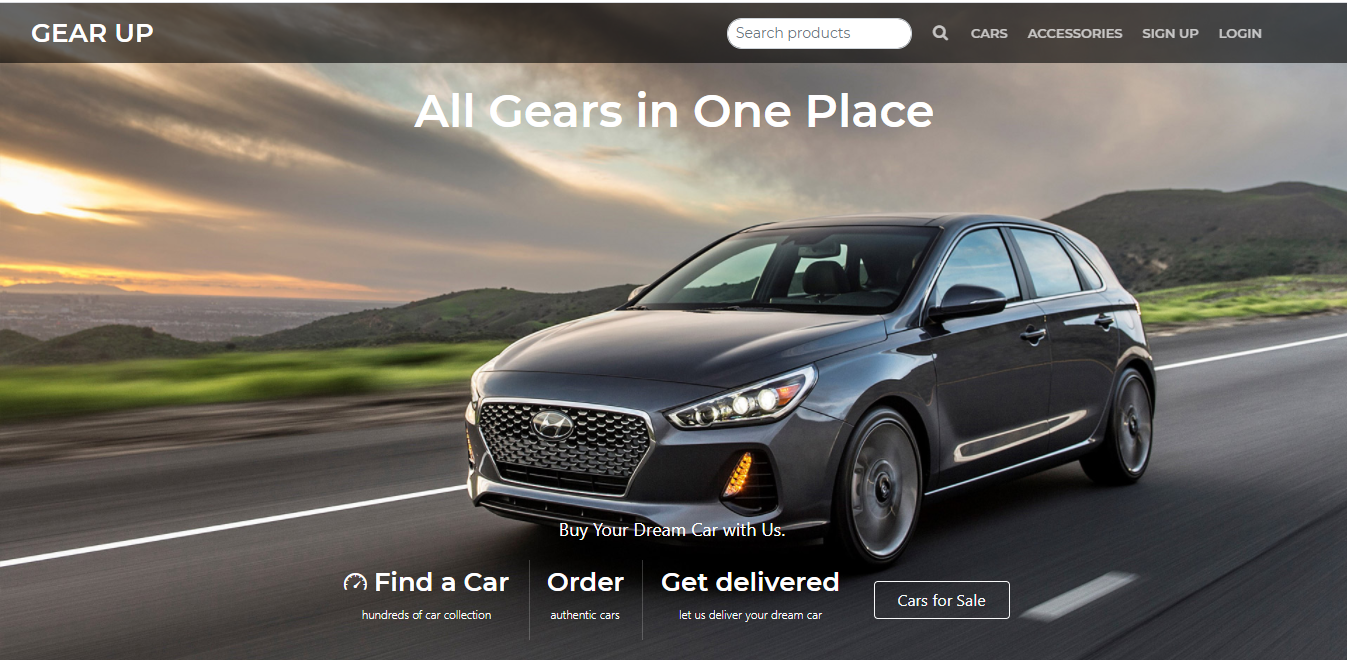 GEAR UP
Search products
CARS ACCESSORIES SIGN UP LOGIN
All Gears in One Place
Buy Your Dream Car with Us.
Find a Car
hundreds of car collection
Order
authentic cars
Get delivered
let us deliver your dream car
Cars for Sale